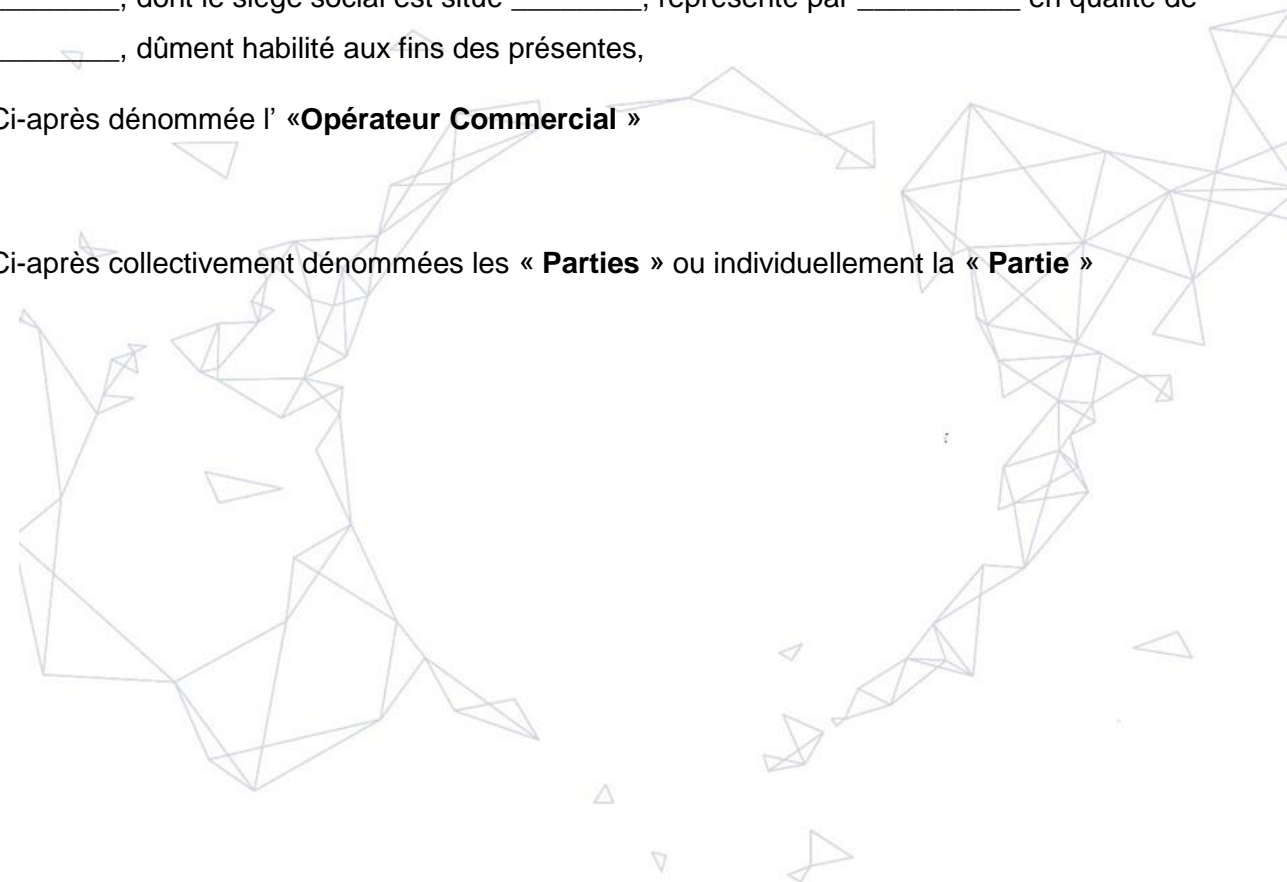 ________, dont le siège social est situé ________, représenté par __________ en qualité de
________, dûment habilité aux fins des présentes,
Ci-après dénommée l’ «Opérateur Commercial »
Ci-après collectivement dénommées les « Parties » ou individuellement la « Partie »